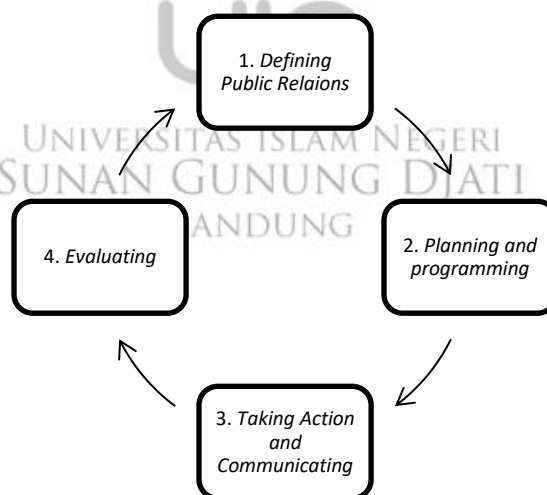 1. Defining
Public Relaions
UNIVERSITAS ISLAM NEGERI
SUNAN GUNUNG DJATI
ANDUNG
4. Evaluating
2. Planning and
programming
3. Taking Action
and
Communicating